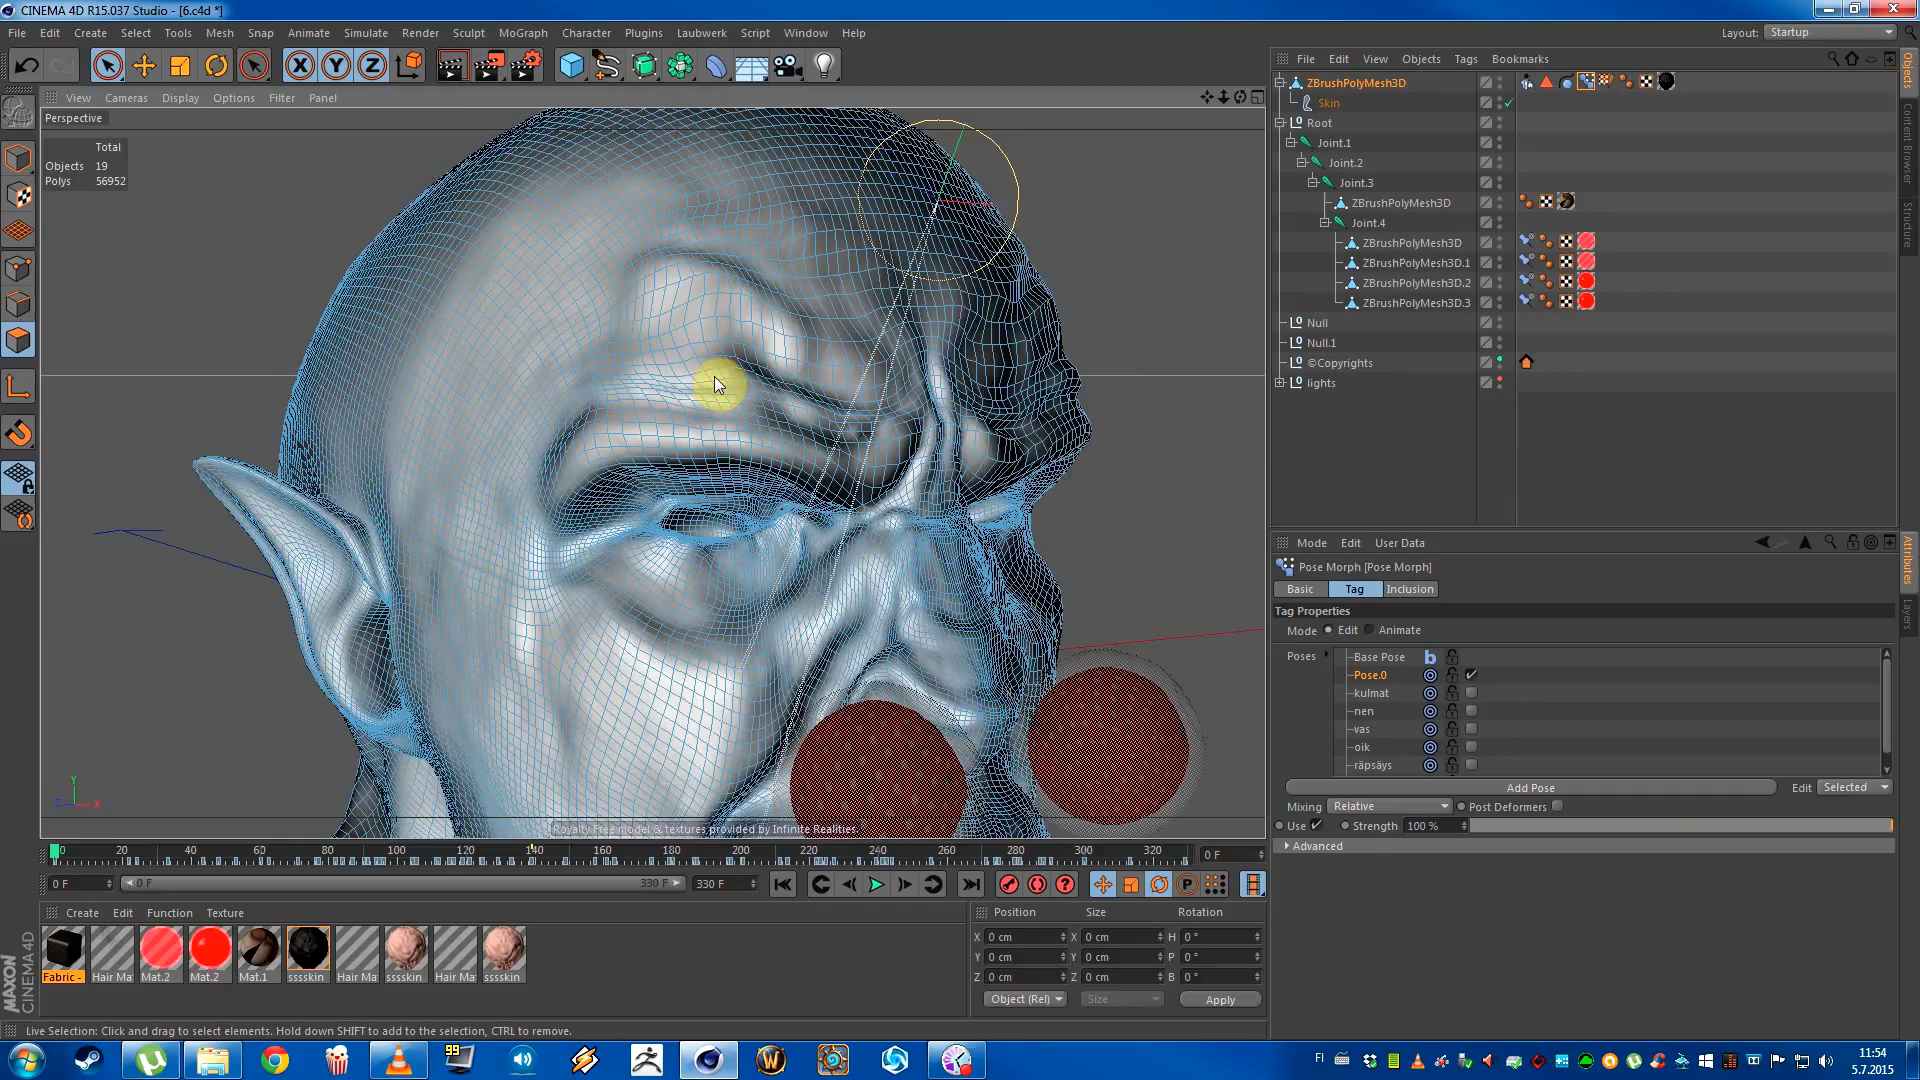 CINEMA 4D R15.037 Studio - [6.c4d *]
File Edit Create Select Tools Mesh Snap Animate Simulate Render Sculpt MoGraph Character Plugins Laubwerk Script Window Help
Layout: Startup
View Cameras Display Options Filter Panel
Perspective
Total
Objects 19
Polys 56952
Royalty Free model & textures provided by Infinite Realities.
File Edit View Objects Tags Bookmarks
ZBrushPolyMesh3D
Skin
Root
Joint.1
Joint.2
Joint.3
ZBrushPolyMesh3D
Joint.4
ZBrushPolyMesh3D
ZBrushPolyMesh3D.1
ZBrushPolyMesh3D.2
ZBrushPolyMesh3D.3
Null
Null.1
©Copyrights
lights
Objects
Content Browser
Structure
Mode Edit User Data
Pose Morph [Pose Morph]
Basic Tag Inclusion
Tag Properties
Mode Edit Animate
Poses
Base Pose
Pose.0
kulmat
nen
vas
oik
räpsäys
Add Pose Edit Selected
Mixing Relative Post Deformers
Use Strength 100 %
Advanced
Attributes
Layers
0 20 40 60 80 100 120 140 160 180 200 220 240 260 280 300 320 0 F
0 F 0 F 330 F 330 F
Create Edit Function Texture
Fabric - Hair Ma Mat.2 Mat.2 Mat.1 sssskin Hair Ma sssskin Hair Ma sssskin
Position Size Rotation
X 0 cm X 0 cm H 0 °
Y 0 cm Y 0 cm P 0 °
Z 0 cm Z 0 cm B 0 °
Object (Rel) Size Apply
MAXON CINEMA 4D
Live Selection: Click and drag to select elements. Hold down SHIFT to add to the selection, CTRL to remove.
99
FI
11:54
5.7.2015